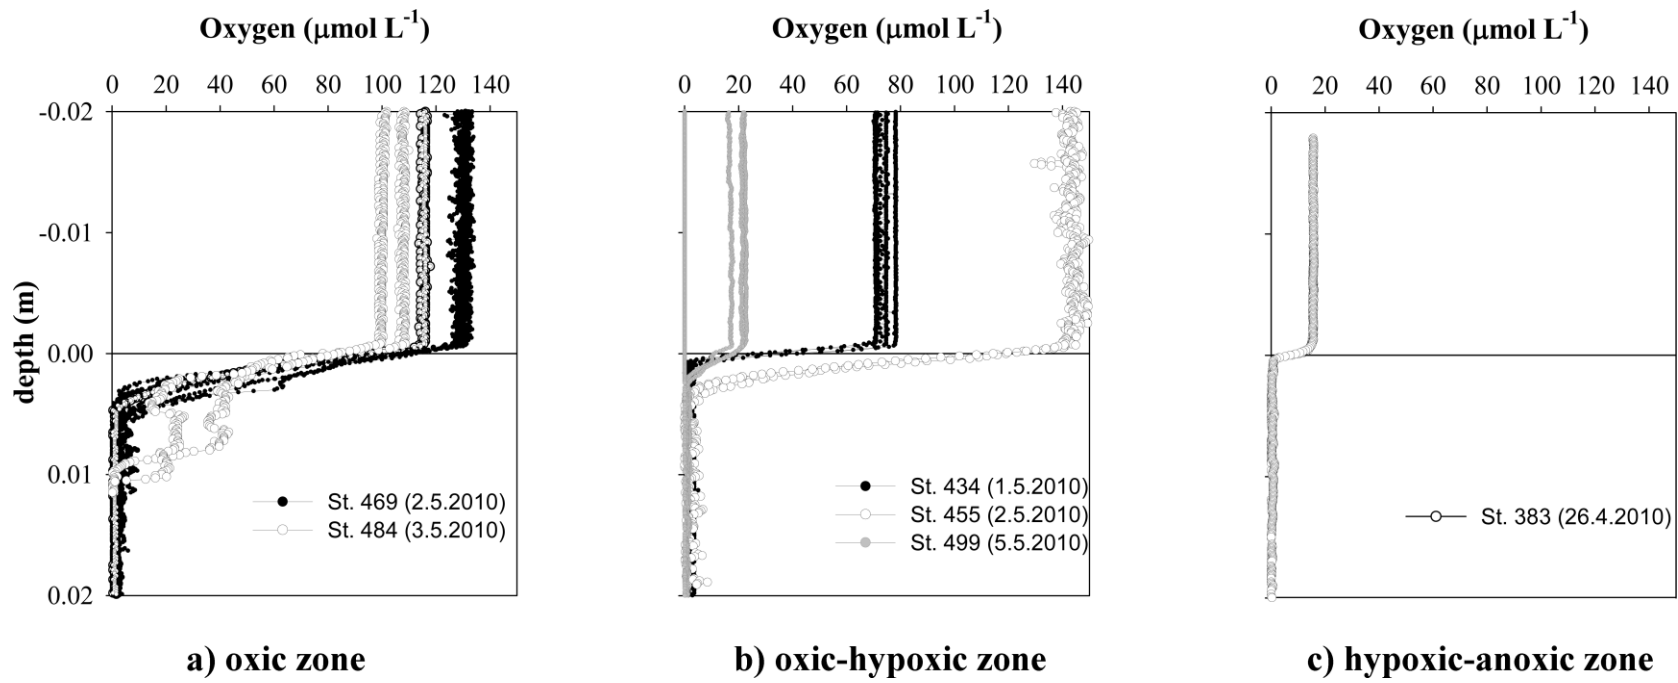 Oxygen (μmol L⁻¹)
0 20 40 60 80 100 120 140
-0.02
-0.01
0.00
0.01
0.02
depth (m)
St. 469 (2.5.2010)
St. 484 (3.5.2010)
a) oxic zone
Oxygen (μmol L⁻¹)
0 20 40 60 80 100 120 140
St. 434 (1.5.2010)
St. 455 (2.5.2010)
St. 499 (5.5.2010)
b) oxic-hypoxic zone
Oxygen (μmol L⁻¹)
0 20 40 60 80 100 120 140
St. 383 (26.4.2010)
c) hypoxic-anoxic zone